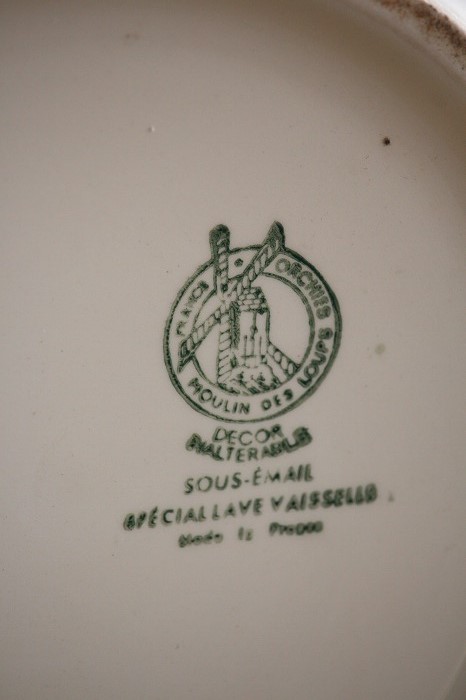 FRANCE ORCHIES
MOULIN DES LOUPS
DECOR
INALTERABLE
SOUS-ÉMAIL
SPÉCIAL LAVE VAISSELLE
Made in France